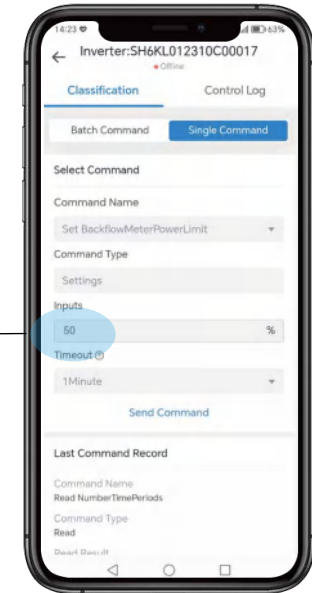 14:23
63%
Inverter:SH6KL012310C00017
Offline
Classification Control Log
Batch Command Single Command
Select Command
Command Name
Set BackflowMeterPowerLimit
Command Type
Settings
Inputs
50 %
Timeout
1Minute
Send Command
Last Command Record
Command Name
Read NumberTimePeriods
Command Type
Read
Read Result